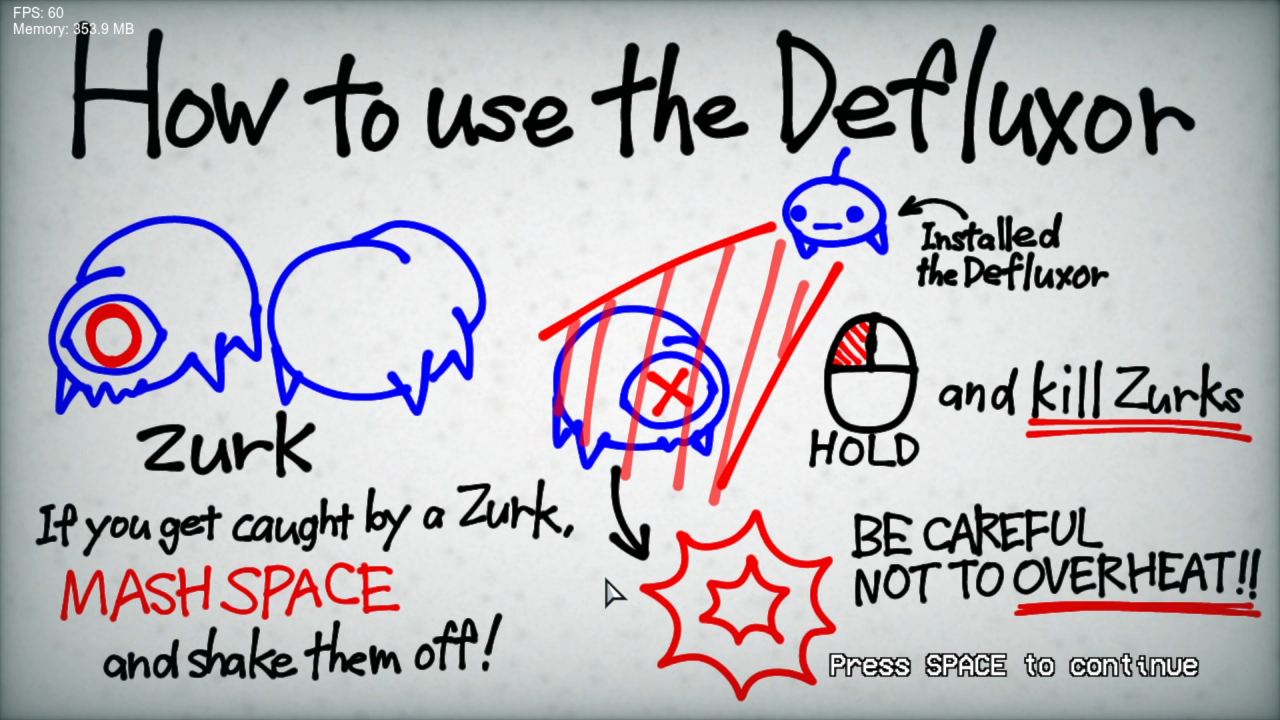 FPS: 60
Memory: 353.9 MB
How to use the Defluxor
Installed
the Defluxor
and kill Zurks
HOLD
zurk
If you get caught by a Zurk,
MASH SPACE
and shake them off!
BE CAREFUL
NOT TO OVERHEAT!!
Press SPACE to continue